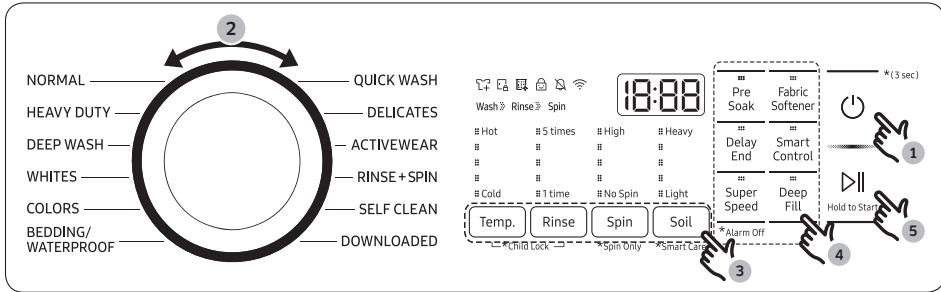 2
NORMAL
HEAVY DUTY
DEEP WASH
WHITES
COLORS
BEDDING/
WATERPROOF
QUICK WASH
DELICATES
ACTIVEWEAR
RINSE+SPIN
SELF CLEAN
DOWNLOADED
18:88
Wash Rinse Spin
Hot 5 times High Heavy
Cold 1 time No Spin Light
Temp. Rinse Spin Soil
*Child Lock *Spin Only *Smart Care
3
Pre
Soak
Fabric
Softener
Delay
End
Smart
Control
Super
Speed
Deep
Fill
*Alarm Off
4
*(3 sec)
1
Hold to Start
5